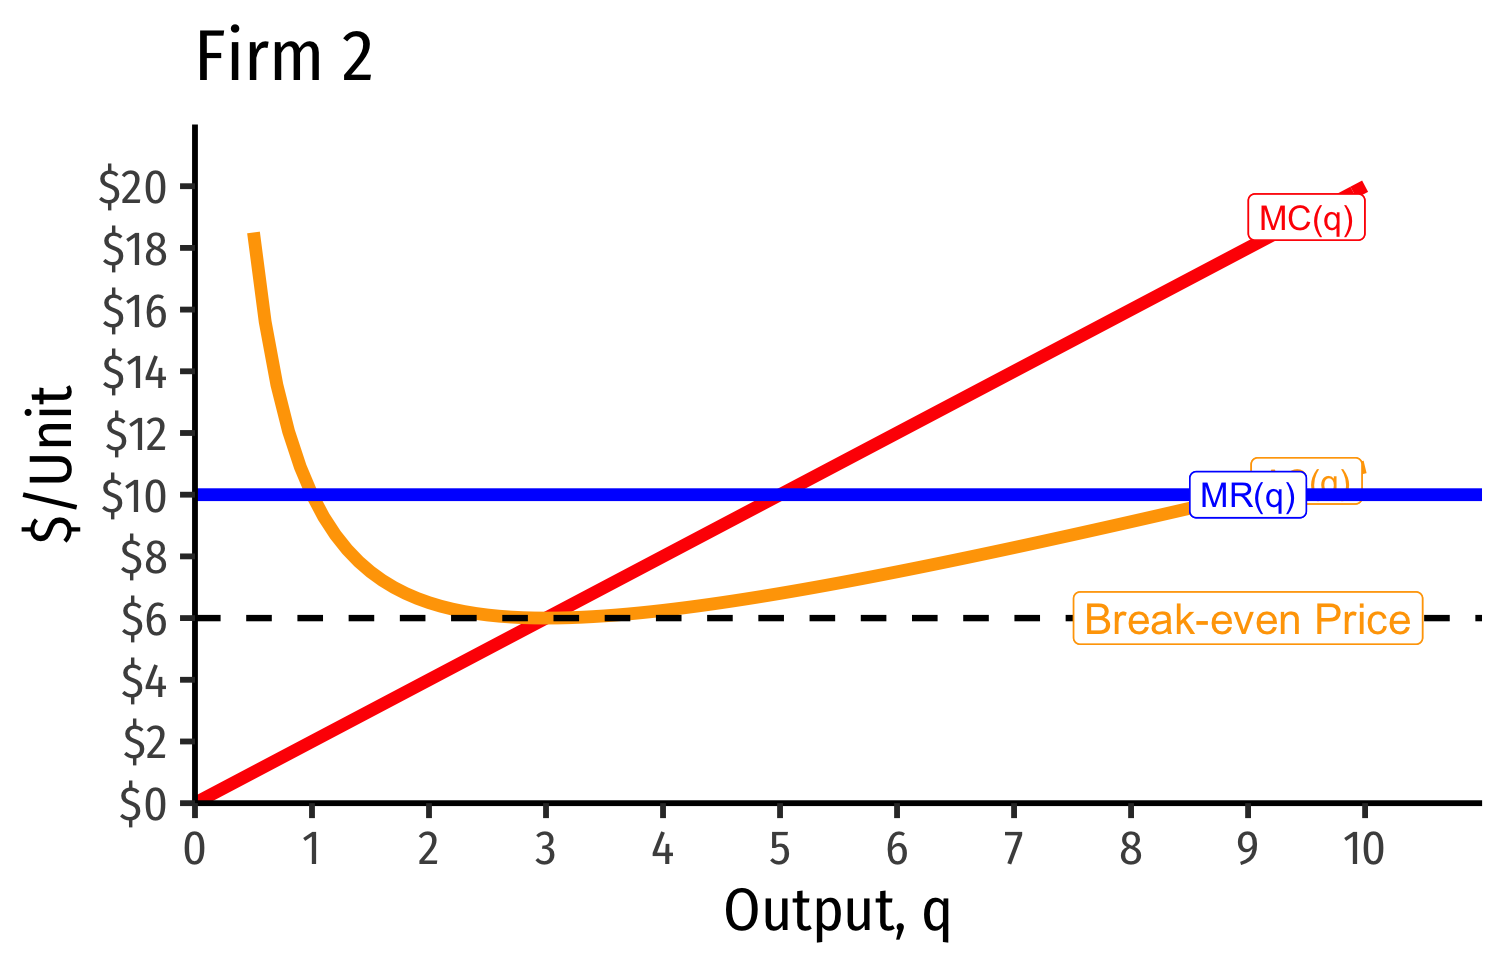 Firm 2
$/Unit
$20
$18
$16
$14
$12
$10
$8
$6
$4
$2
$0
MC(q)
(q)
MR(q)
Break-even Price
0 1 2 3 4 5 6 7 8 9 10
Output, q